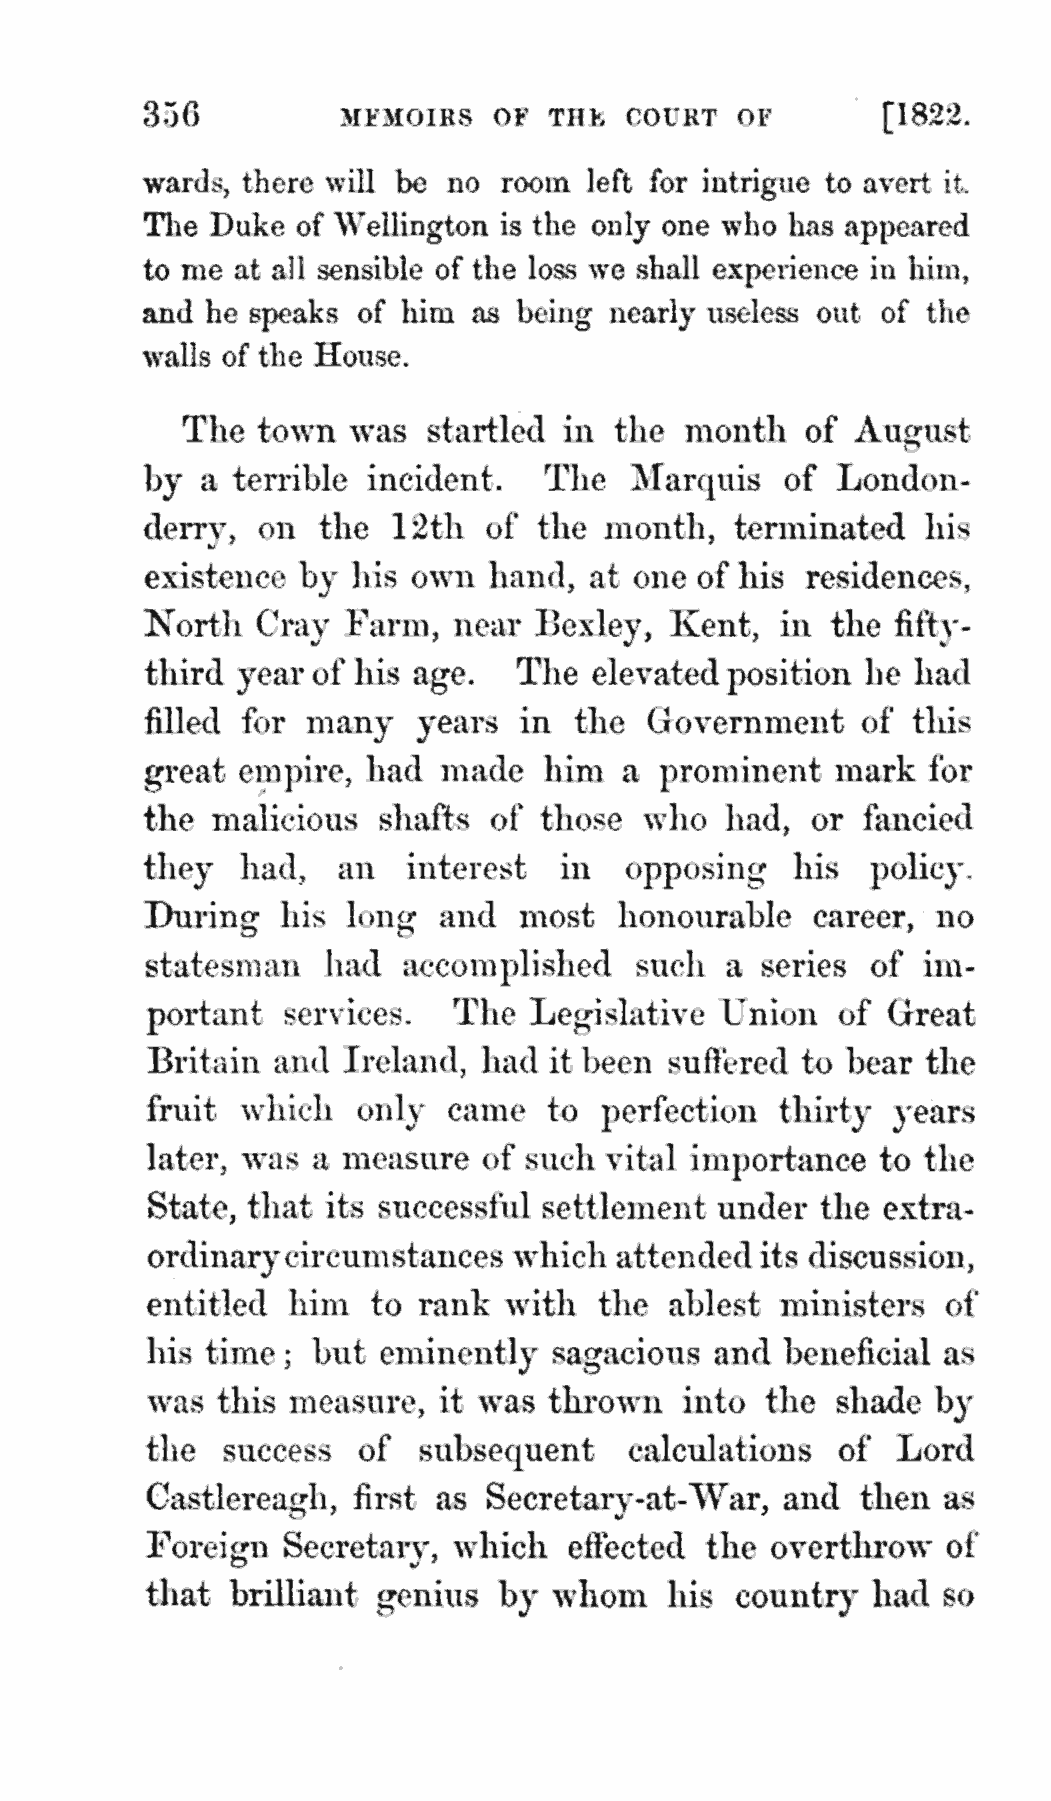 356 MEMOIRS OF THE COURT OF [1822.
wards, there will be no room left for intrigue to avert it.
The Duke of Wellington is the only one who has appeared
to me at all sensible of the loss we shall experience in him,
and he speaks of him as being nearly useless out of the
walls of the House.
The town was startled in the month of August
by a terrible incident. The Marquis of London-
derry, on the 12th of the month, terminated his
existence by his own hand, at one of his residences,
North Cray Farm, near Bexley, Kent, in the fifty-
third year of his age. The elevated position he had
filled for many years in the Government of this
great empire, had made him a prominent mark for
the malicious shafts of those who had, or fancied
they had, an interest in opposing his policy.
During his long and most honourable career, no
statesman had accomplished such a series of im-
portant services. The Legislative Union of Great
Britain and Ireland, had it been suffered to bear the
fruit which only came to perfection thirty years
later, was a measure of such vital importance to the
State, that its successful settlement under the extra-
ordinary circumstances which attended its discussion,
entitled him to rank with the ablest ministers of
his time; but eminently sagacious and beneficial as
was this measure, it was thrown into the shade by
the success of subsequent calculations of Lord
Castlereagh, first as Secretary-at-War, and then as
Foreign Secretary, which effected the overthrow of
that brilliant genius by whom his country had so